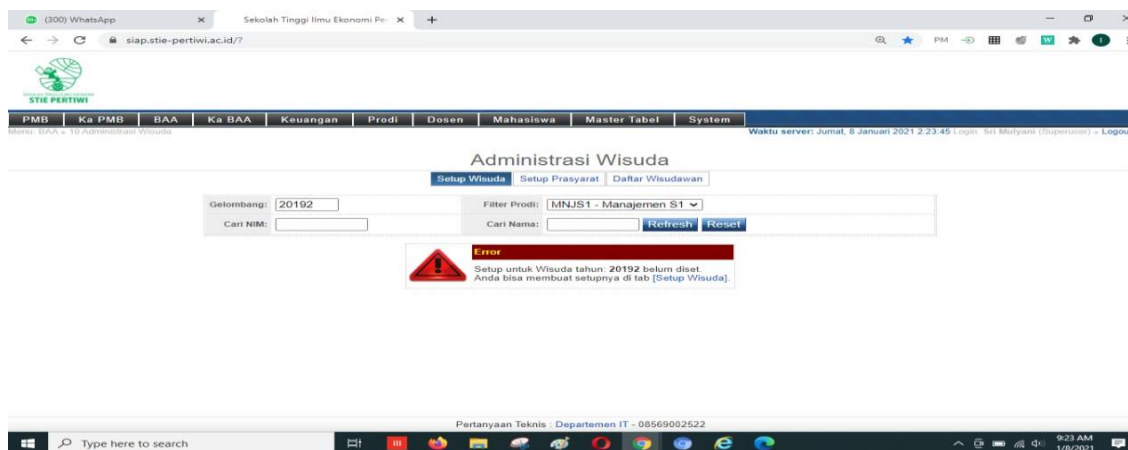 (300) WhatsApp
Sekolah Tinggi Ilmu Ekonomi Pe
siap.stie-pertiwi.ac.id/?
PM
W
STIE PERTIWI
PMB Ka PMB BAA Ka BAA Keuangan Prodi Dosen Mahasiswa Master Tabel System
Menu: BAA » 10 Administrasi Wisuda
Waktu server: Jumat, 8 Januari 2021 2:23:45 Login: Sri Mulyani (Superuser) » Logou
Administrasi Wisuda
Setup Wisuda Setup Prasyarat Daftar Wisudawan
Gelombang: 20192 Filter Prodi: MNJS1 - Manajemen S1
Cari NIM: Cari Nama: Refresh Reset
Error
Setup untuk Wisuda tahun: 20192 belum diset.
Anda bisa membuat setupnya di tab [Setup Wisuda].
Pertanyaan Teknis : Departemen IT - 08569002522
Type here to search
9:23 AM
1/8/2021